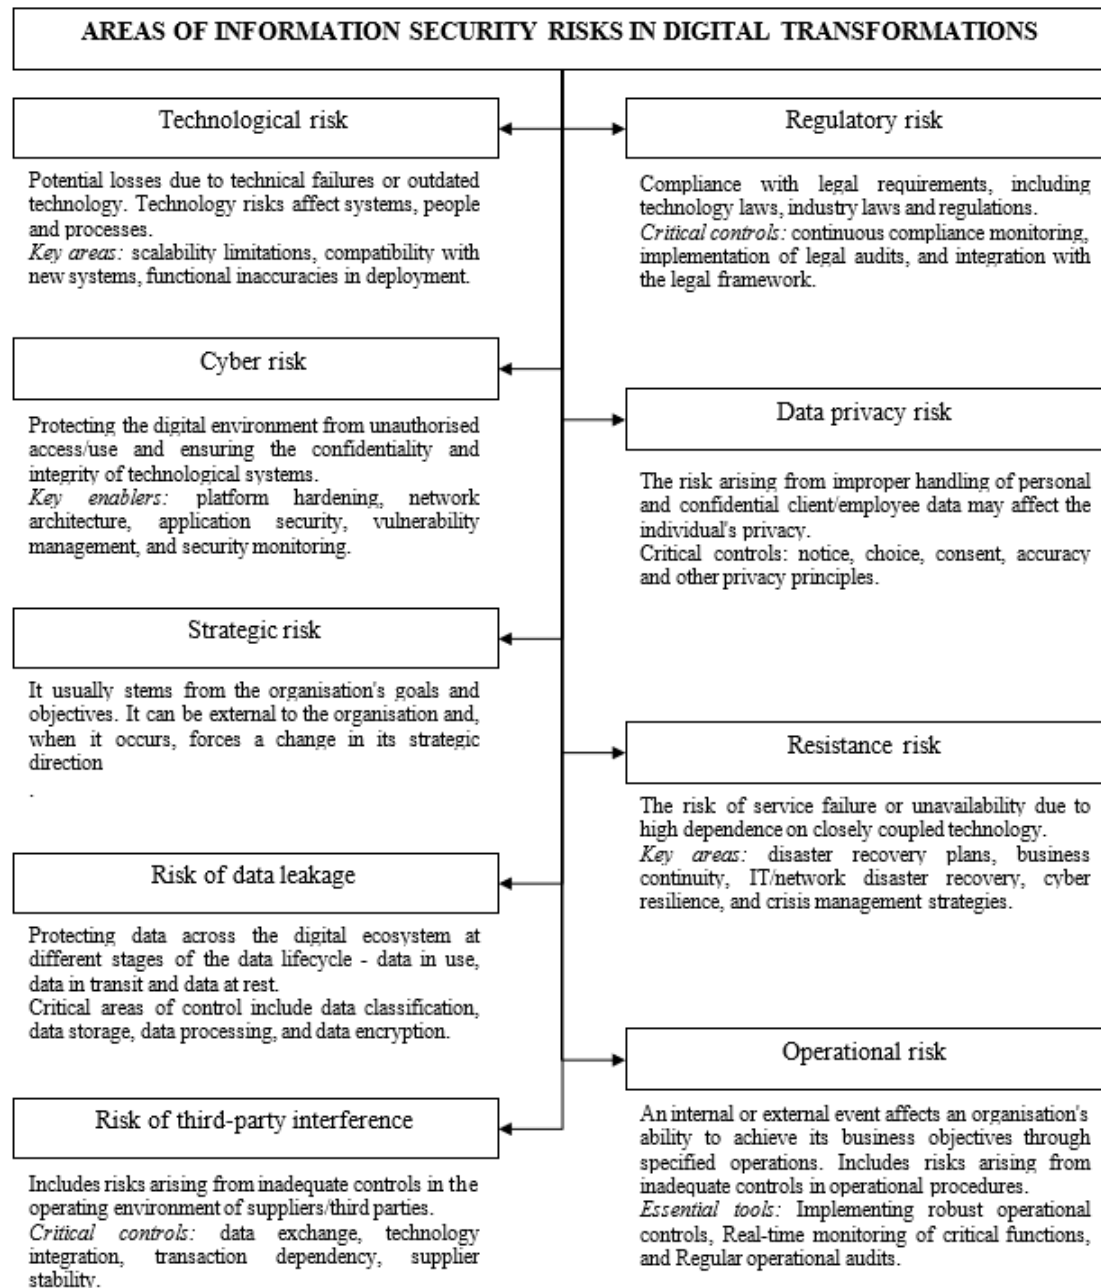 AREAS OF INFORMATION SECURITY RISKS IN DIGITAL TRANSFORMATIONS
Technological risk
Potential losses due to technical failures or outdated
technology. Technology risks affect systems, people
and processes.
Key areas: scalability limitations, compatibility with
new systems, functional inaccuracies in deployment.
Cyber risk
Protecting the digital environment from unauthorised
access/use and ensuring the confidentiality and
integrity of technological systems.
Key enablers: platform hardening, network
architecture, application security, vulnerability
management, and security monitoring.
Strategic risk
It usually stems from the organisation's goals and
objectives. It can be external to the organisation and,
when it occurs, forces a change in its strategic
direction
.
Risk of data leakage
Protecting data across the digital ecosystem at
different stages of the data lifecycle - data in use,
data in transit and data at rest.
Critical areas of control include data classification,
data storage, data processing, and data encryption.
Risk of third-party interference
Includes risks arising from inadequate controls in the
operating environment of suppliers/third parties.
Critical controls: data exchange, technology
integration, transaction dependency, supplier
stability.
Regulatory risk
Compliance with legal requirements, including
technology laws, industry laws and regulations.
Critical controls: continuous compliance monitoring,
implementation of legal audits, and integration with
the legal framework.
Data privacy risk
The risk arising from improper handling of personal
and confidential client/employee data may affect the
individual's privacy.
Critical controls: notice, choice, consent, accuracy
and other privacy principles.
Resistance risk
The risk of service failure or unavailability due to
high dependence on closely coupled technology.
Key areas: disaster recovery plans, business
continuity, IT/network disaster recovery, cyber
resilience, and crisis management strategies.
Operational risk
An internal or external event affects an organisation's
ability to achieve its business objectives through
specified operations. Includes risks arising from
inadequate controls in operational procedures.
Essential tools: Implementing robust operational
controls, Real-time monitoring of critical functions,
and Regular operational audits.